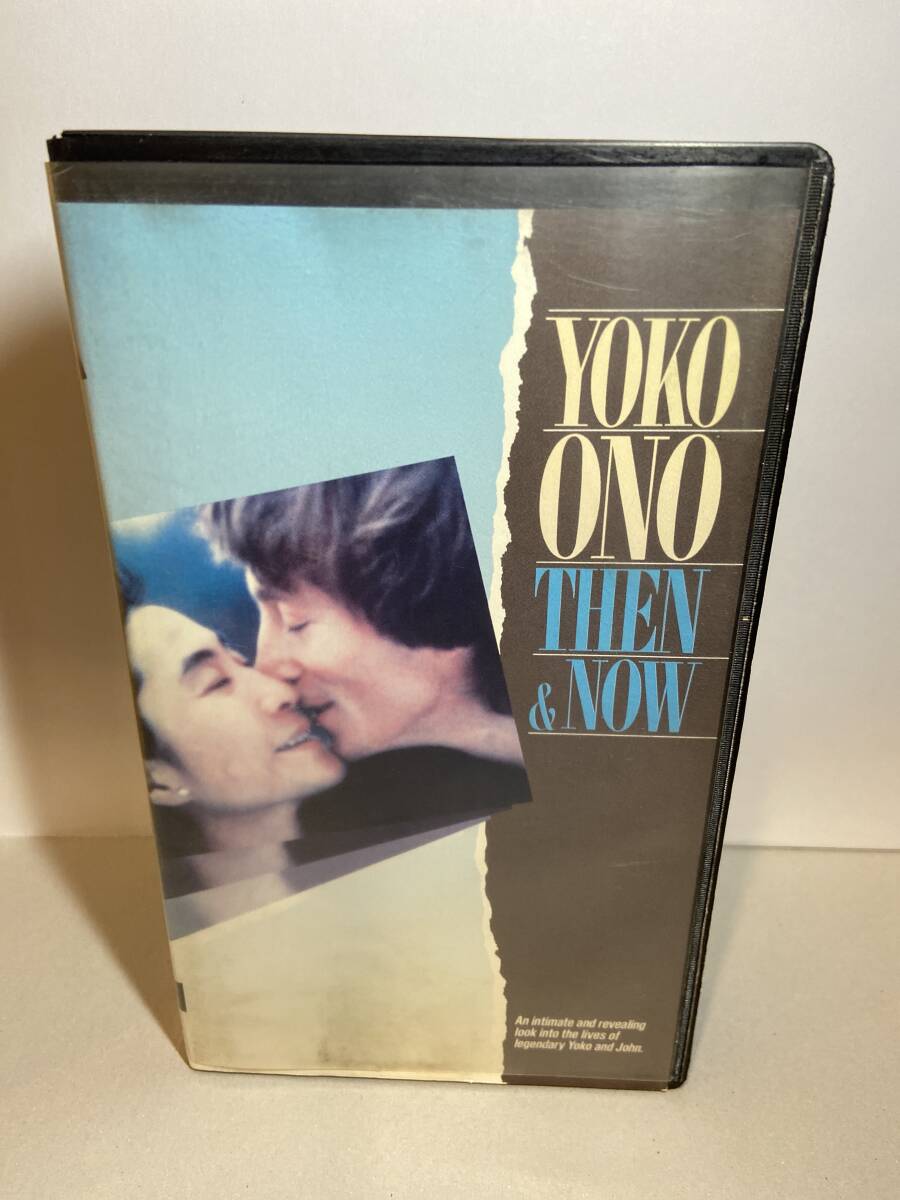 YOKO
ONO
THEN
& NOW
An intimate and revealing
look into the lives of
legendary Yoko and John.